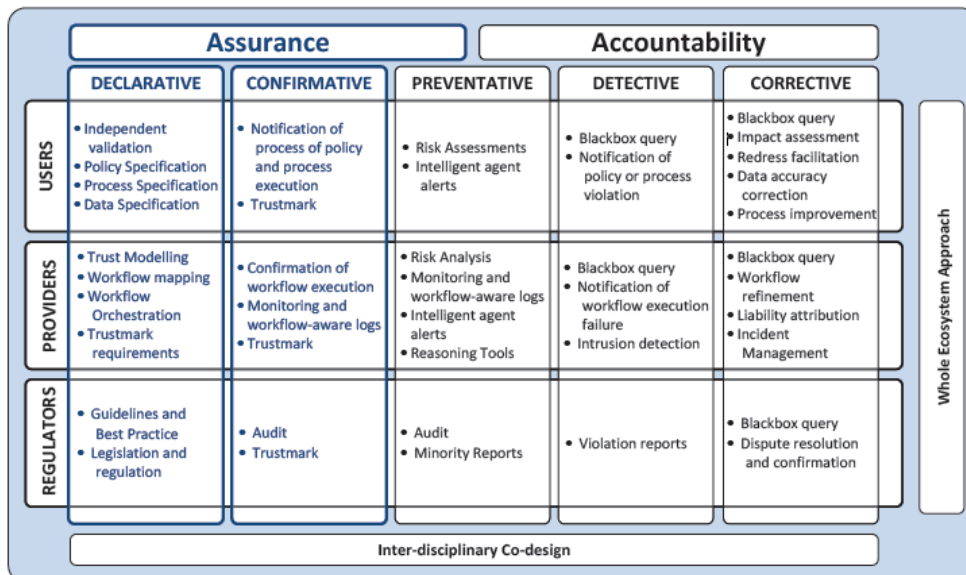 Assurance
Accountability
DECLARATIVE
CONFIRMATIVE
PREVENTATIVE
DETECTIVE
CORRECTIVE
USERS
• Independent
validation
• Policy Specification
• Process Specification
• Data Specification
• Notification of
process of policy
and process
execution
• Trustmark
• Risk Assessments
• Intelligent agent
alerts
• Blackbox query
• Notification of
policy or process
violation
• Blackbox query
• Impact assessment
• Redress facilitation
• Data accuracy
correction
• Process improvement
PROVIDERS
• Trust Modelling
• Workflow mapping
• Workflow
Orchestration
• Trustmark
requirements
• Confirmation of
workflow execution
• Monitoring and
workflow-aware logs
• Trustmark
• Risk Analysis
• Monitoring and
workflow-aware logs
• Intelligent agent
alerts
• Reasoning Tools
• Blackbox query
• Notification of
workflow execution
failure
• Intrusion detection
• Blackbox query
• Workflow
refinement
• Liability attribution
• Incident
Management
REGULATORS
• Guidelines and
Best Practice
• Legislation and
regulation
• Audit
• Trustmark
• Audit
• Minority Reports
• Violation reports
• Blackbox query
• Dispute resolution
and confirmation
Whole Ecosystem Approach
Inter-disciplinary Co-design